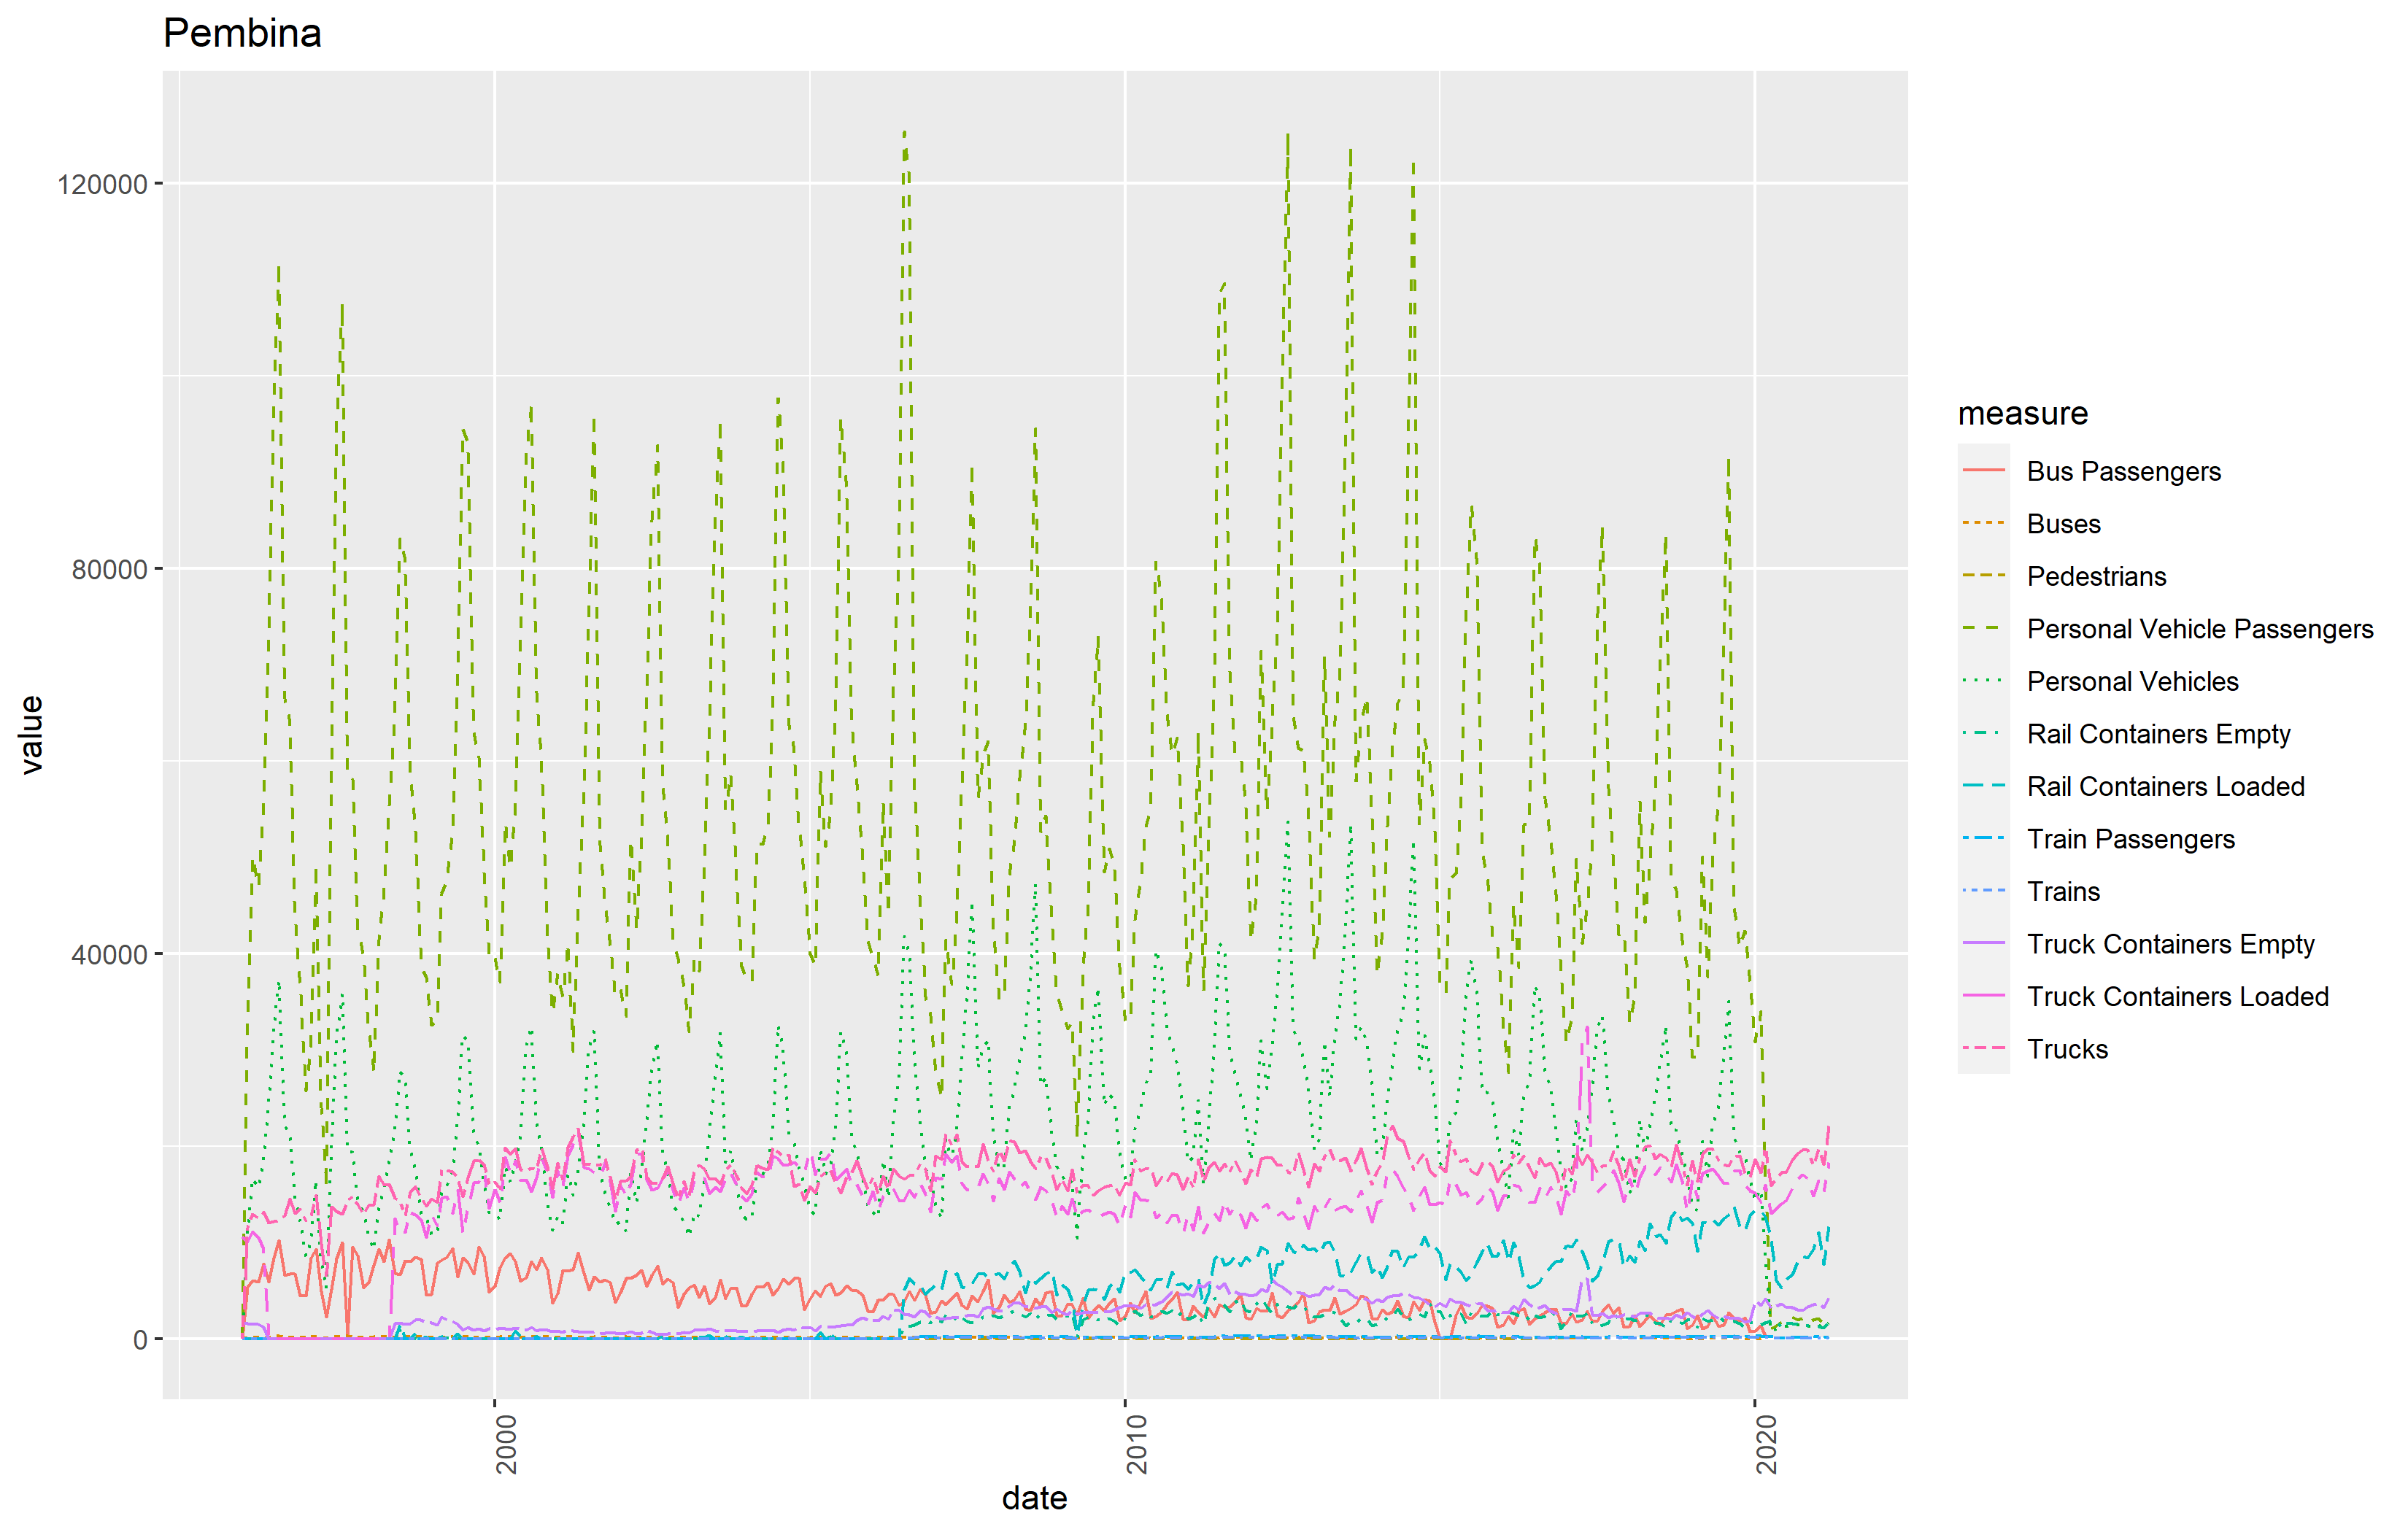 Pembina
120000
80000
40000
0
value
2000
2010
2020
date
measure
Bus Passengers
Buses
Pedestrians
Personal Vehicle Passengers
Personal Vehicles
Rail Containers Empty
Rail Containers Loaded
Train Passengers
Trains
Truck Containers Empty
Truck Containers Loaded
Trucks